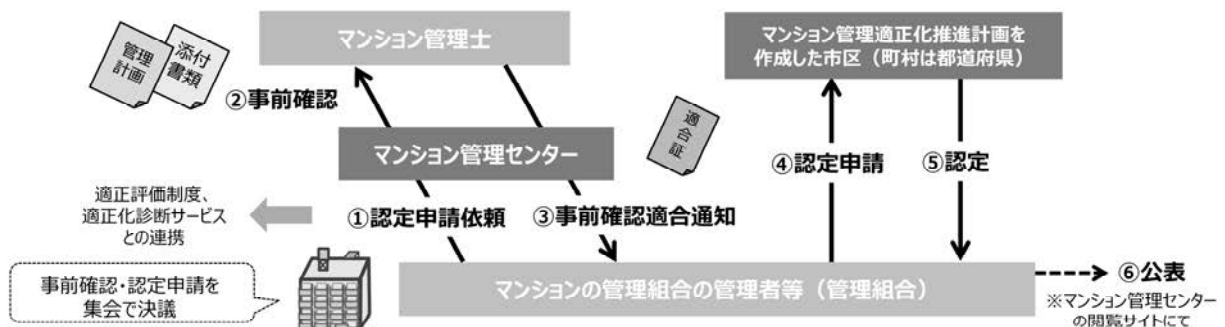 マンション管理士
マンション管理適正化推進計画を
作成した市区（町村は都道府県）
管理
計画
添付
書類
②事前確認
適合証
マンション管理センター
④認定申請
⑤認定
適正評価制度、
適正化診断サービス
との連携
①認定申請依頼
③事前確認適合通知
事前確認・認定申請を
集会で決議
マンションの管理組合の管理者等（管理組合）
⑥公表
※マンション管理センター
の閲覧サイトにて